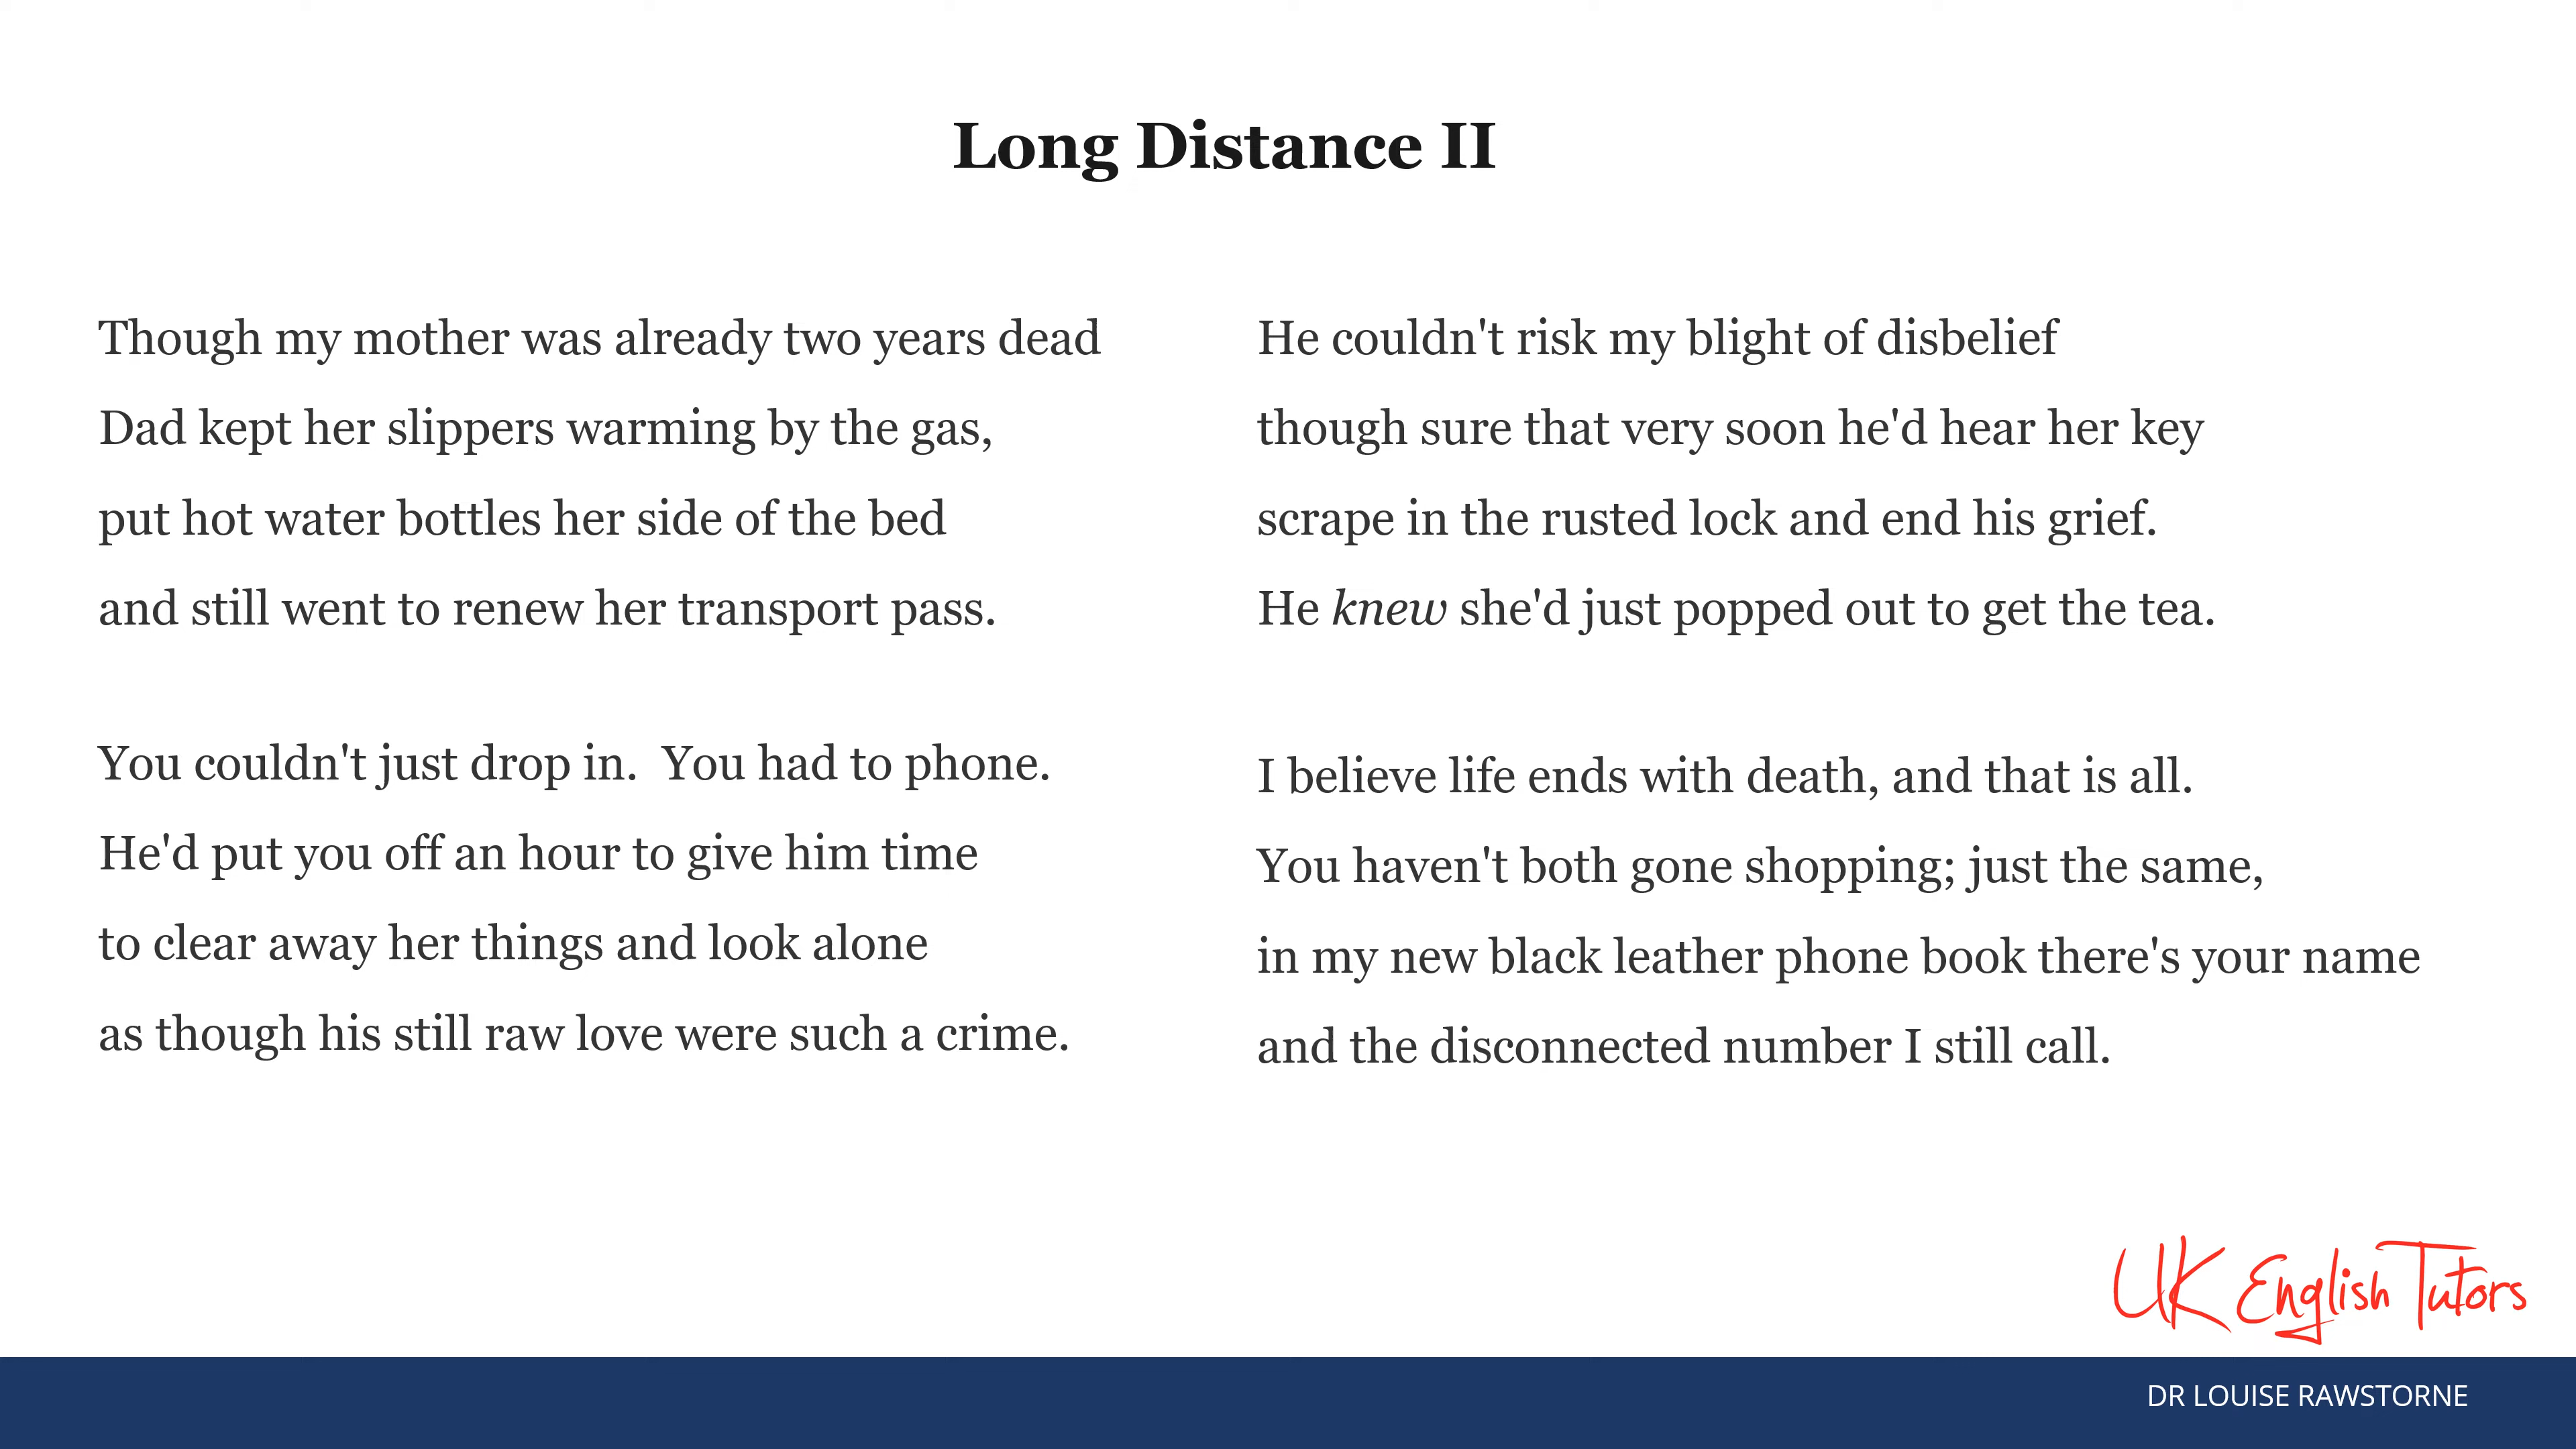 Long Distance II
Though my mother was already two years dead
Dad kept her slippers warming by the gas,
put hot water bottles her side of the bed
and still went to renew her transport pass.
You couldn't just drop in.  You had to phone.
He'd put you off an hour to give him time
to clear away her things and look alone
as though his still raw love were such a crime.
He couldn't risk my blight of disbelief
though sure that very soon he'd hear her key
scrape in the rusted lock and end his grief.
He knew she'd just popped out to get the tea.
I believe life ends with death, and that is all.
You haven't both gone shopping; just the same,
in my new black leather phone book there's your name
and the disconnected number I still call.
UK English Tutors
DR LOUISE RAWSTORNE